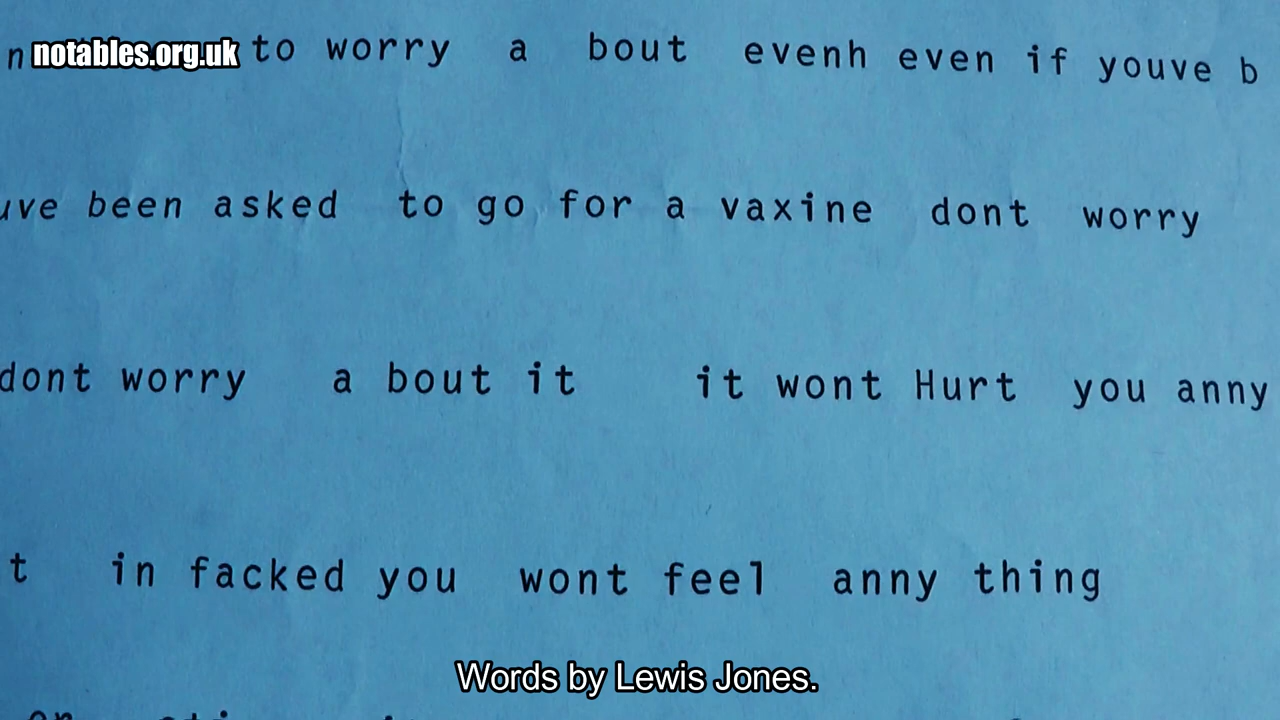 notables.org.uk
to worry a bout evenh even if youve b
uve been asked to go for a vaxine dont worry
dont worry a bout it it wont Hurt you anny
t in facked you wont feel anny thing
Words by Lewis Jones.